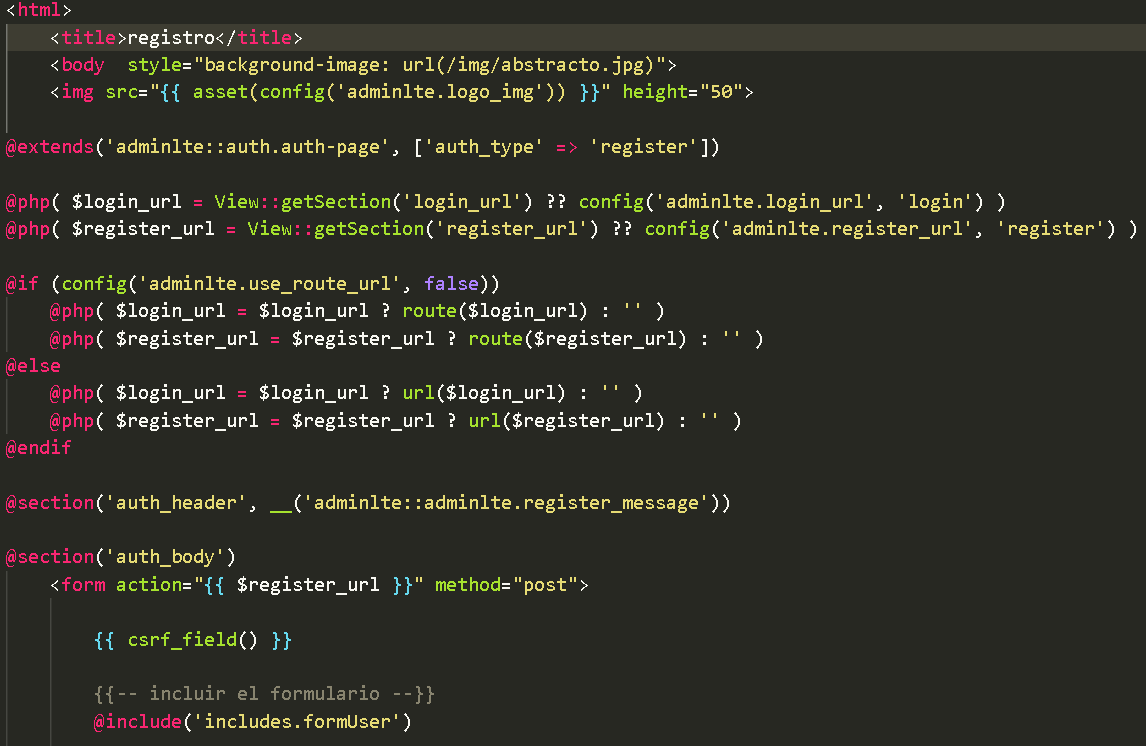 <html>
<title>registro</title>
<body  style="background-image: url(/img/abstracto.jpg)">
<img src="{{ asset(config('adminlte.logo_img')) }}" height="50">
@extends('adminlte::auth.auth-page', ['auth_type' => 'register'])
@php( $login_url = View::getSection('login_url') ?? config('adminlte.login_url', 'login') )
@php( $register_url = View::getSection('register_url') ?? config('adminlte.register_url', 'register') )
@if (config('adminlte.use_route_url', false))
@php( $login_url = $login_url ? route($login_url) : '' )
@php( $register_url = $register_url ? route($register_url) : '' )
@else
@php( $login_url = $login_url ? url($login_url) : '' )
@php( $register_url = $register_url ? url($register_url) : '' )
@endif
@section('auth_header', __('adminlte::adminlte.register_message'))
@section('auth_body')
<form action="{{ $register_url }}" method="post">
{{ csrf_field() }}
{{-- incluir el formulario --}}
@include('includes.formUser')